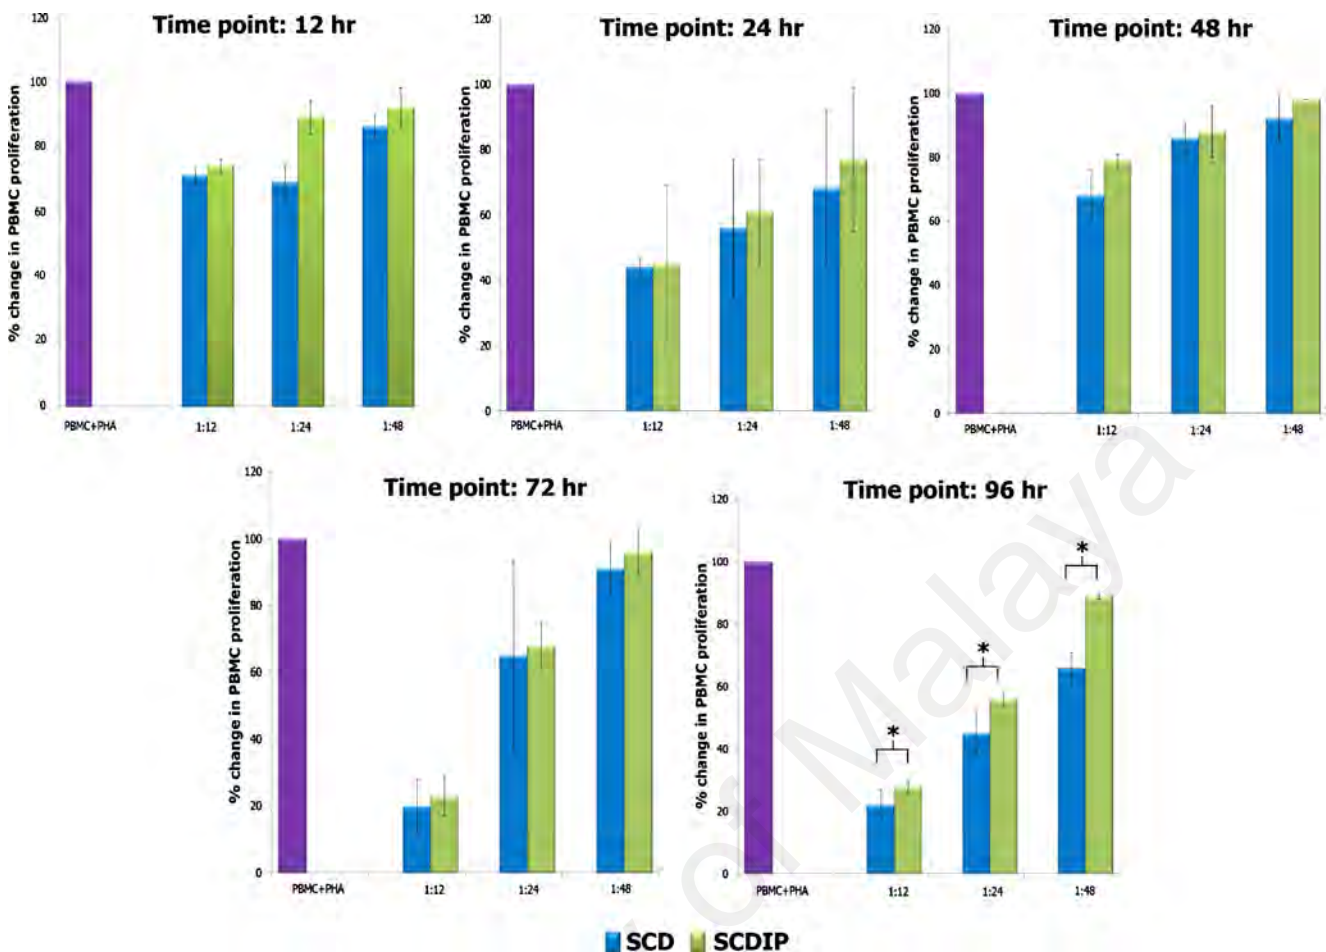 Time point: 12 hr
% change in PBMC proliferation
120
100
80
60
40
20
0
PBMC+PHA 1:12 1:24 1:48
Time point: 24 hr
% change in PBMC proliferation
120
100
80
60
40
20
0
PBMC+PHA 1:12 1:24 1:48
Time point: 48 hr
% change in PBMC proliferation
120
100
80
60
40
20
0
PBMC+PHA 1:12 1:24 1:48
Time point: 72 hr
% change in PBMC proliferation
120
100
80
60
40
20
0
PBMC+PHA 1:12 1:24 1:48
Time point: 96 hr
% change in PBMC proliferation
120
100
80
60
40
20
0
* * *
PBMC+PHA 1:12 1:24 1:48
SCD SCDIP
of Malaya